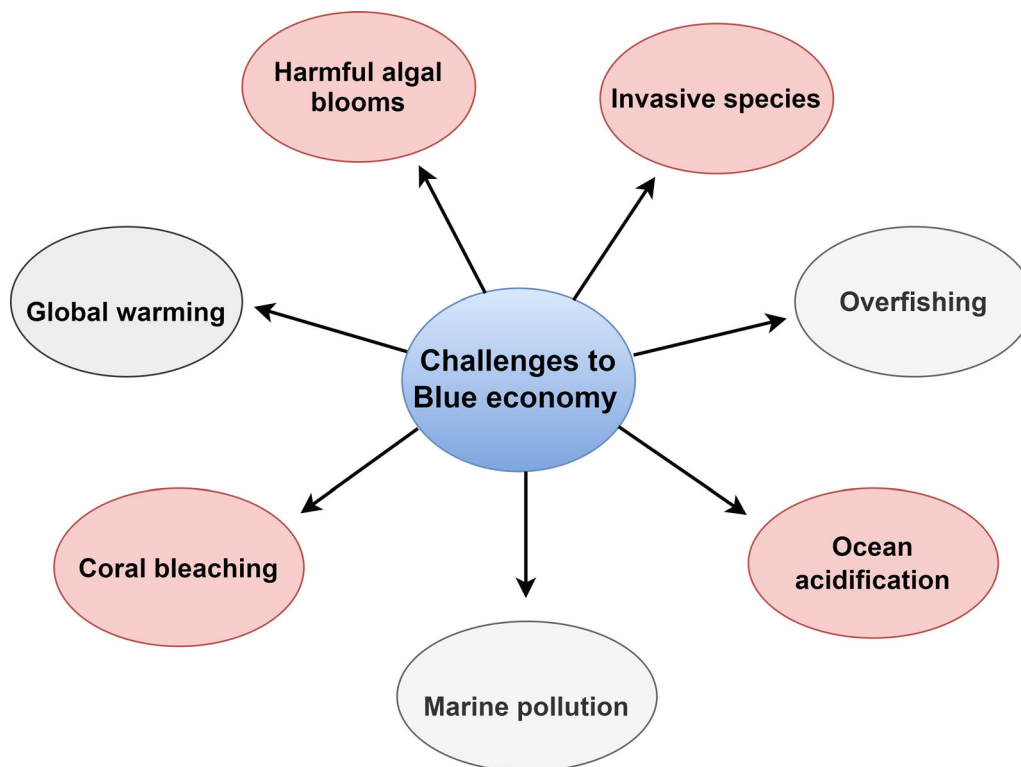 Harmful algal
blooms
Invasive species
Global warming
Overfishing
Challenges to
Blue economy
Coral bleaching
Ocean
acidification
Marine pollution